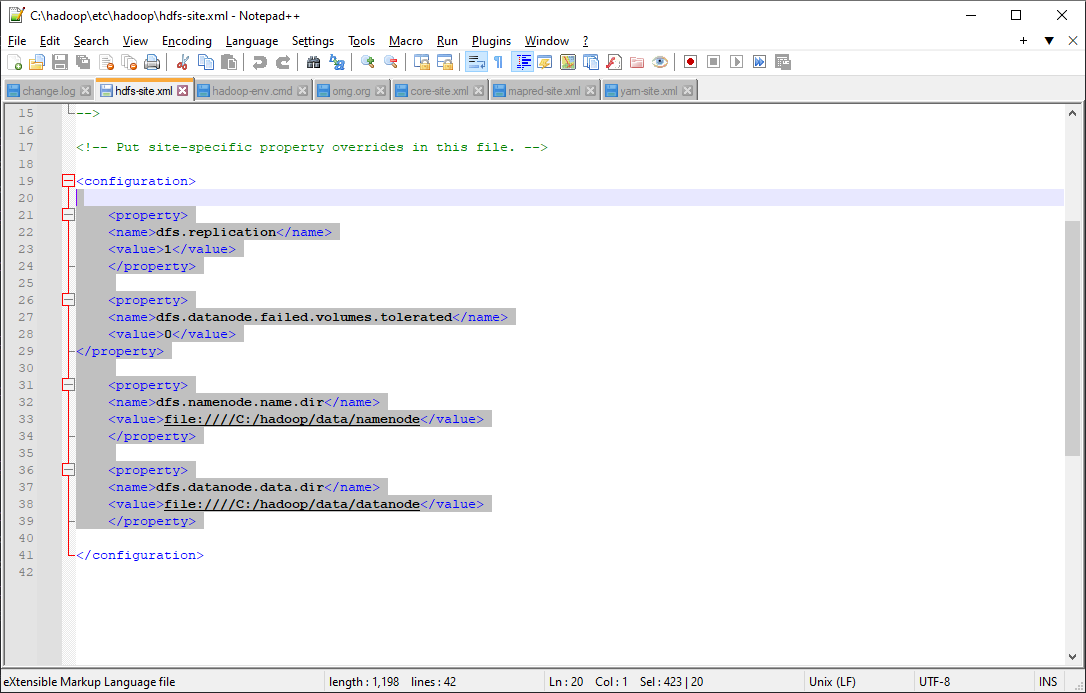 C:\hadoop\etc\hadoop\hdfs-site.xml - Notepad++
File Edit Search View Encoding Language Settings Tools Macro Run Plugins Window ? + ▼ X
change.log hdfs-site.xml hadoop-env.cmd omg.org core-site.xml mapred-site.xml yarn-site.xml
15 -->
16
17 <!-- Put site-specific property overrides in this file. -->
18
19 <configuration>
20
21 <property>
22 <name>dfs.replication</name>
23 <value>1</value>
24 </property>
25
26 <property>
27 <name>dfs.datanode.failed.volumes.tolerated</name>
28 <value>0</value>
29 </property>
30
31 <property>
32 <name>dfs.namenode.name.dir</name>
33 <value>file:////C:/hadoop/data/namenode</value>
34 </property>
35
36 <property>
37 <name>dfs.datanode.data.dir</name>
38 <value>file:////C:/hadoop/data/datanode</value>
39 </property>
40
41 </configuration>
42
eXtensible Markup Language file length : 1,198 lines : 42 Ln : 20 Col : 1 Sel : 423 | 20 Unix (LF) UTF-8 INS